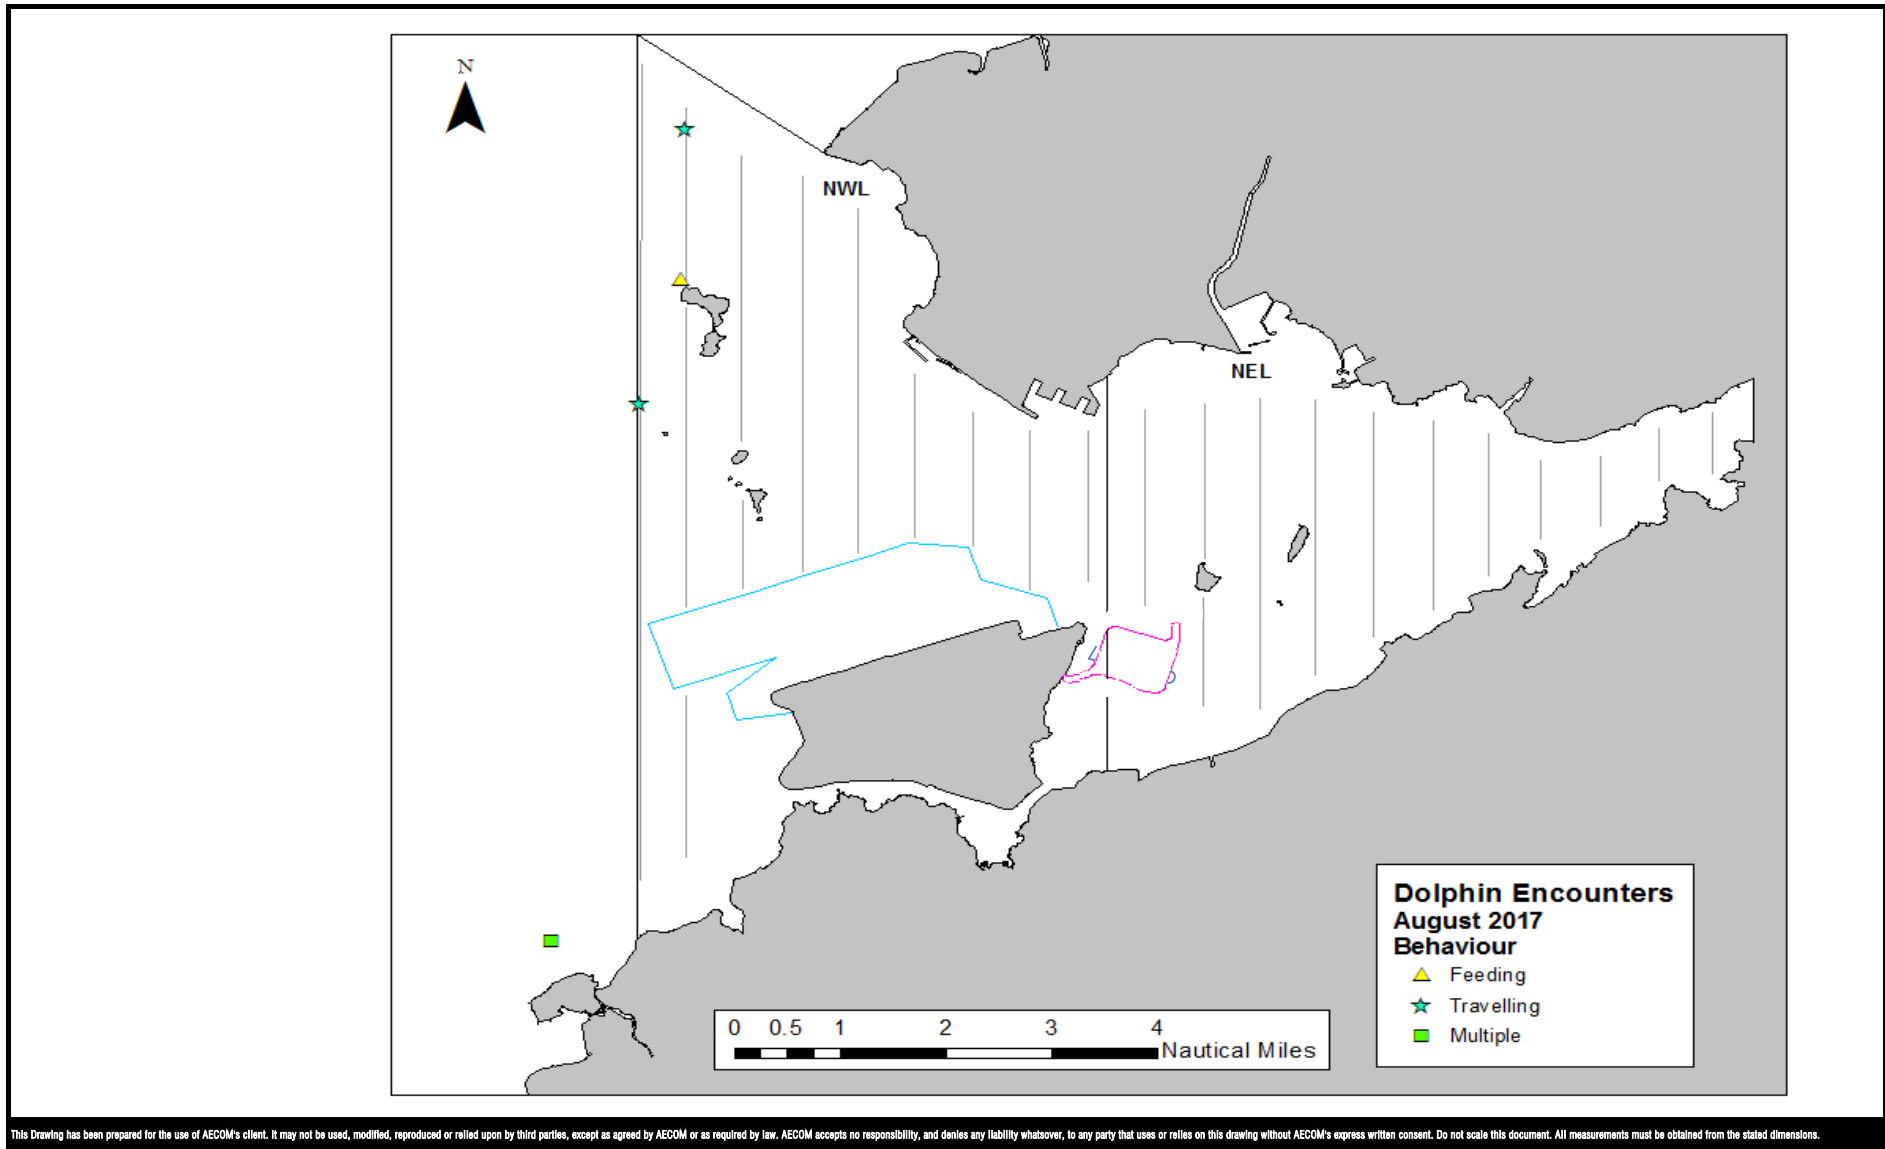 N
NWL
NEL
Dolphin Encounters
August 2017
Behaviour
Feeding
Travelling
Multiple
0 0.5 1 2 3 4
Nautical Miles
This Drawing has been prepared for the use of AECOM's client. It may not be used, modified, reproduced or relied upon by third parties, except as agreed by AECOM or as required by law. AECOM accepts no responsibility, and denies any liability whatsover, to any party that uses or relies on this drawing without AECOM's express written consent. Do not scale this document. All measurements must be obtained from the stated dimensions.